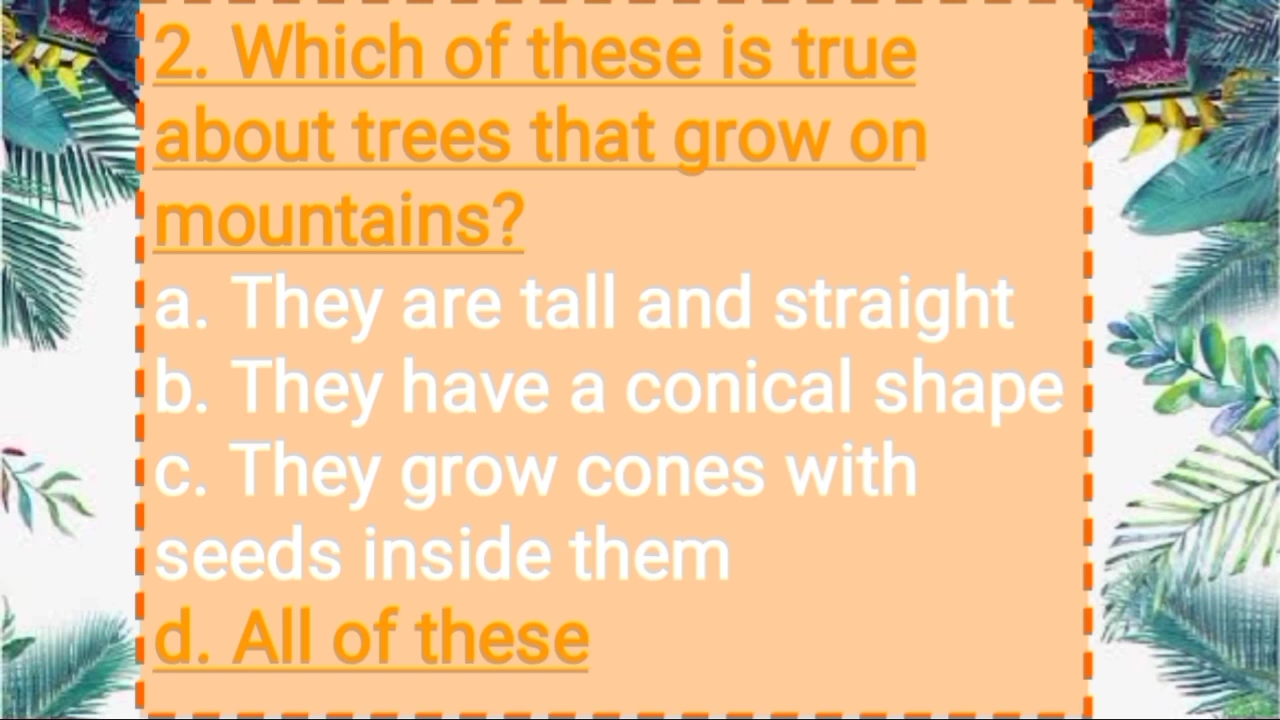 2. Which of these is true
about trees that grow on
mountains?
a. They are tall and straight
b. They have a conical shape
c. They grow cones with
seeds inside them
d. All of these